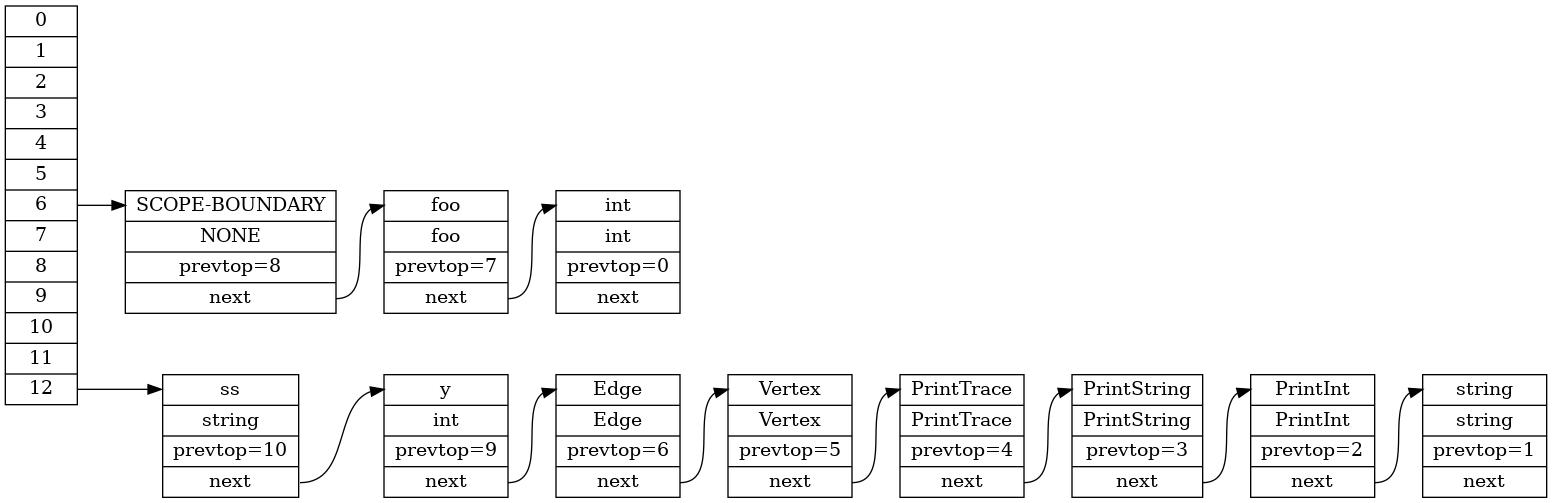 0
1
2
3
4
5
6
7
8
9
10
11
12
SCOPE-BOUNDARY
NONE
prevtop=8
next
foo
foo
prevtop=7
next
int
int
prevtop=0
next
ss
string
prevtop=10
next
y
int
prevtop=9
next
Edge
Edge
prevtop=6
next
Vertex
Vertex
prevtop=5
next
PrintTrace
PrintTrace
prevtop=4
next
PrintString
PrintString
prevtop=3
next
PrintInt
PrintInt
prevtop=2
next
string
string
prevtop=1
next